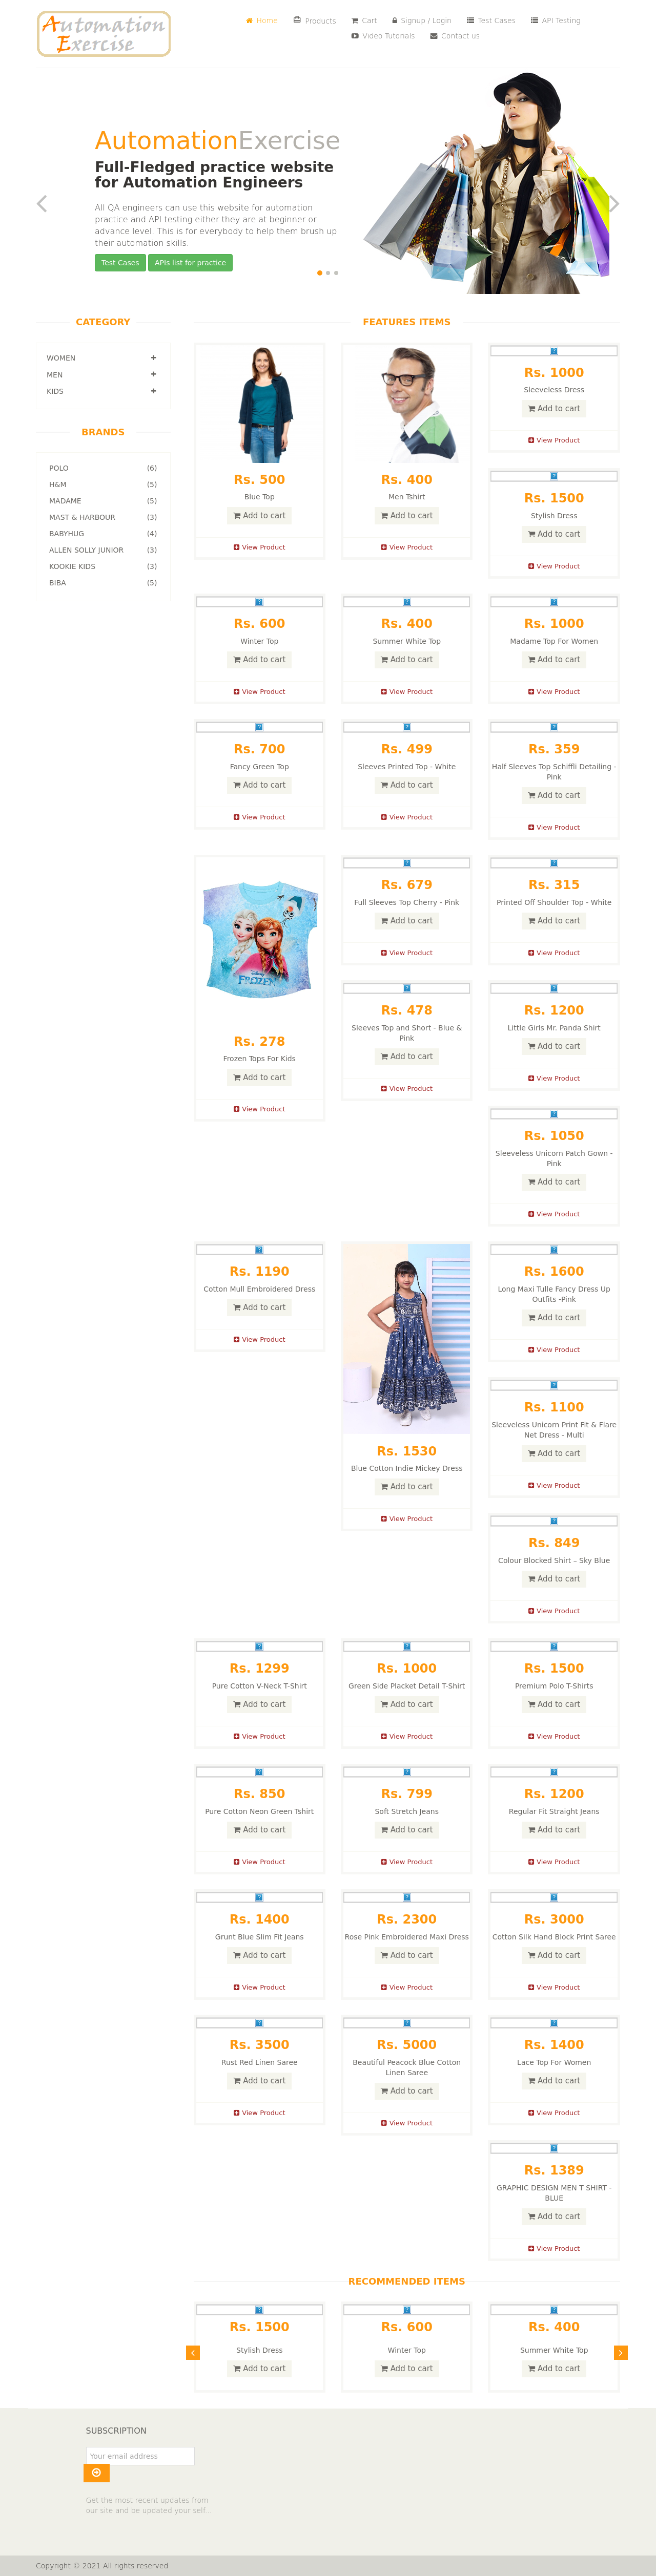 Automation
Exercise
Home
Products
Cart
Signup / Login
Test Cases
API Testing
Video Tutorials
Contact us
AutomationExercise
Full-Fledged practice website
for Automation Engineers
All QA engineers can use this website for automation
practice and API testing either they are at beginner or
advance level. This is for everybody to help them brush up
their automation skills.
Test Cases
APIs list for practice
CATEGORY
WOMEN
MEN
KIDS
BRANDS
POLO (6)
H&M (5)
MADAME (5)
MAST & HARBOUR (3)
BABYHUG (4)
ALLEN SOLLY JUNIOR (3)
KOOKIE KIDS (3)
BIBA (5)
FEATURES ITEMS
Rs. 500
Blue Top
Add to cart
View Product
Rs. 400
Men Tshirt
Add to cart
View Product
Rs. 1000
Sleeveless Dress
Add to cart
View Product
Rs. 1500
Stylish Dress
Add to cart
View Product
Rs. 600
Winter Top
Add to cart
View Product
Rs. 400
Summer White Top
Add to cart
View Product
Rs. 1000
Madame Top For Women
Add to cart
View Product
Rs. 700
Fancy Green Top
Add to cart
View Product
Rs. 499
Sleeves Printed Top - White
Add to cart
View Product
Rs. 359
Half Sleeves Top Schiffli Detailing -
Pink
Add to cart
View Product
DISNEY
FROZEN
Rs. 278
Frozen Tops For Kids
Add to cart
View Product
Rs. 679
Full Sleeves Top Cherry - Pink
Add to cart
View Product
Rs. 315
Printed Off Shoulder Top - White
Add to cart
View Product
Rs. 478
Sleeves Top and Short - Blue &
Pink
Add to cart
View Product
Rs. 1200
Little Girls Mr. Panda Shirt
Add to cart
View Product
Rs. 1050
Sleeveless Unicorn Patch Gown -
Pink
Add to cart
View Product
Rs. 1190
Cotton Mull Embroidered Dress
Add to cart
View Product
Rs. 1530
Blue Cotton Indie Mickey Dress
Add to cart
View Product
Rs. 1600
Long Maxi Tulle Fancy Dress Up
Outfits -Pink
Add to cart
View Product
Rs. 1100
Sleeveless Unicorn Print Fit & Flare
Net Dress - Multi
Add to cart
View Product
Rs. 849
Colour Blocked Shirt – Sky Blue
Add to cart
View Product
Rs. 1299
Pure Cotton V-Neck T-Shirt
Add to cart
View Product
Rs. 1000
Green Side Placket Detail T-Shirt
Add to cart
View Product
Rs. 1500
Premium Polo T-Shirts
Add to cart
View Product
Rs. 850
Pure Cotton Neon Green Tshirt
Add to cart
View Product
Rs. 799
Soft Stretch Jeans
Add to cart
View Product
Rs. 1200
Regular Fit Straight Jeans
Add to cart
View Product
Rs. 1400
Grunt Blue Slim Fit Jeans
Add to cart
View Product
Rs. 2300
Rose Pink Embroidered Maxi Dress
Add to cart
View Product
Rs. 3000
Cotton Silk Hand Block Print Saree
Add to cart
View Product
Rs. 3500
Rust Red Linen Saree
Add to cart
View Product
Rs. 5000
Beautiful Peacock Blue Cotton
Linen Saree
Add to cart
View Product
Rs. 1400
Lace Top For Women
Add to cart
View Product
Rs. 1389
GRAPHIC DESIGN MEN T SHIRT -
BLUE
Add to cart
View Product
RECOMMENDED ITEMS
Rs. 1500
Stylish Dress
Add to cart
Rs. 600
Winter Top
Add to cart
Rs. 400
Summer White Top
Add to cart
SUBSCRIPTION
Your email address
Get the most recent updates from
our site and be updated your self...
Copyright © 2021 All rights reserved